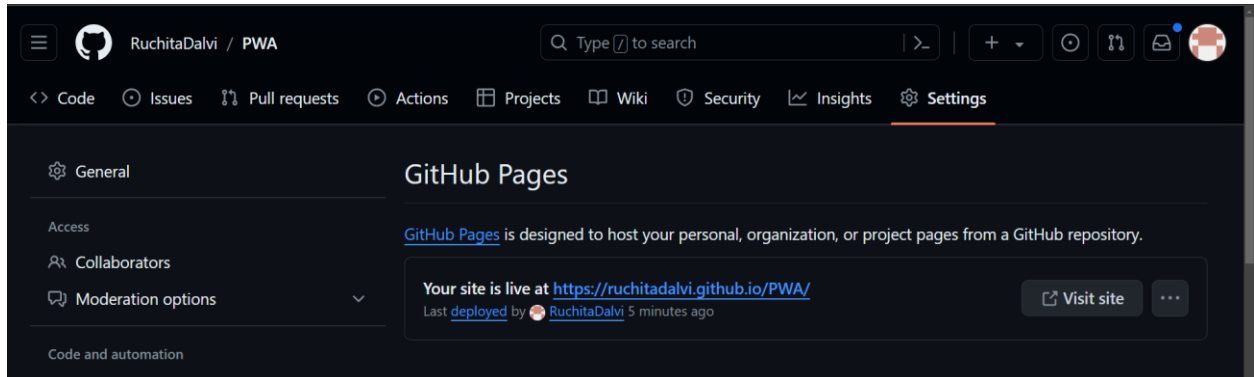 RuchitaDalvi / PWA
Type / to search
Code Issues Pull requests Actions Projects Wiki Security Insights Settings
General
Access
Collaborators
Moderation options
Code and automation
GitHub Pages
GitHub Pages is designed to host your personal, organization, or project pages from a GitHub repository.
Your site is live at https://ruchitadalvi.github.io/PWA/
Last deployed by RuchitaDalvi 5 minutes ago
Visit site